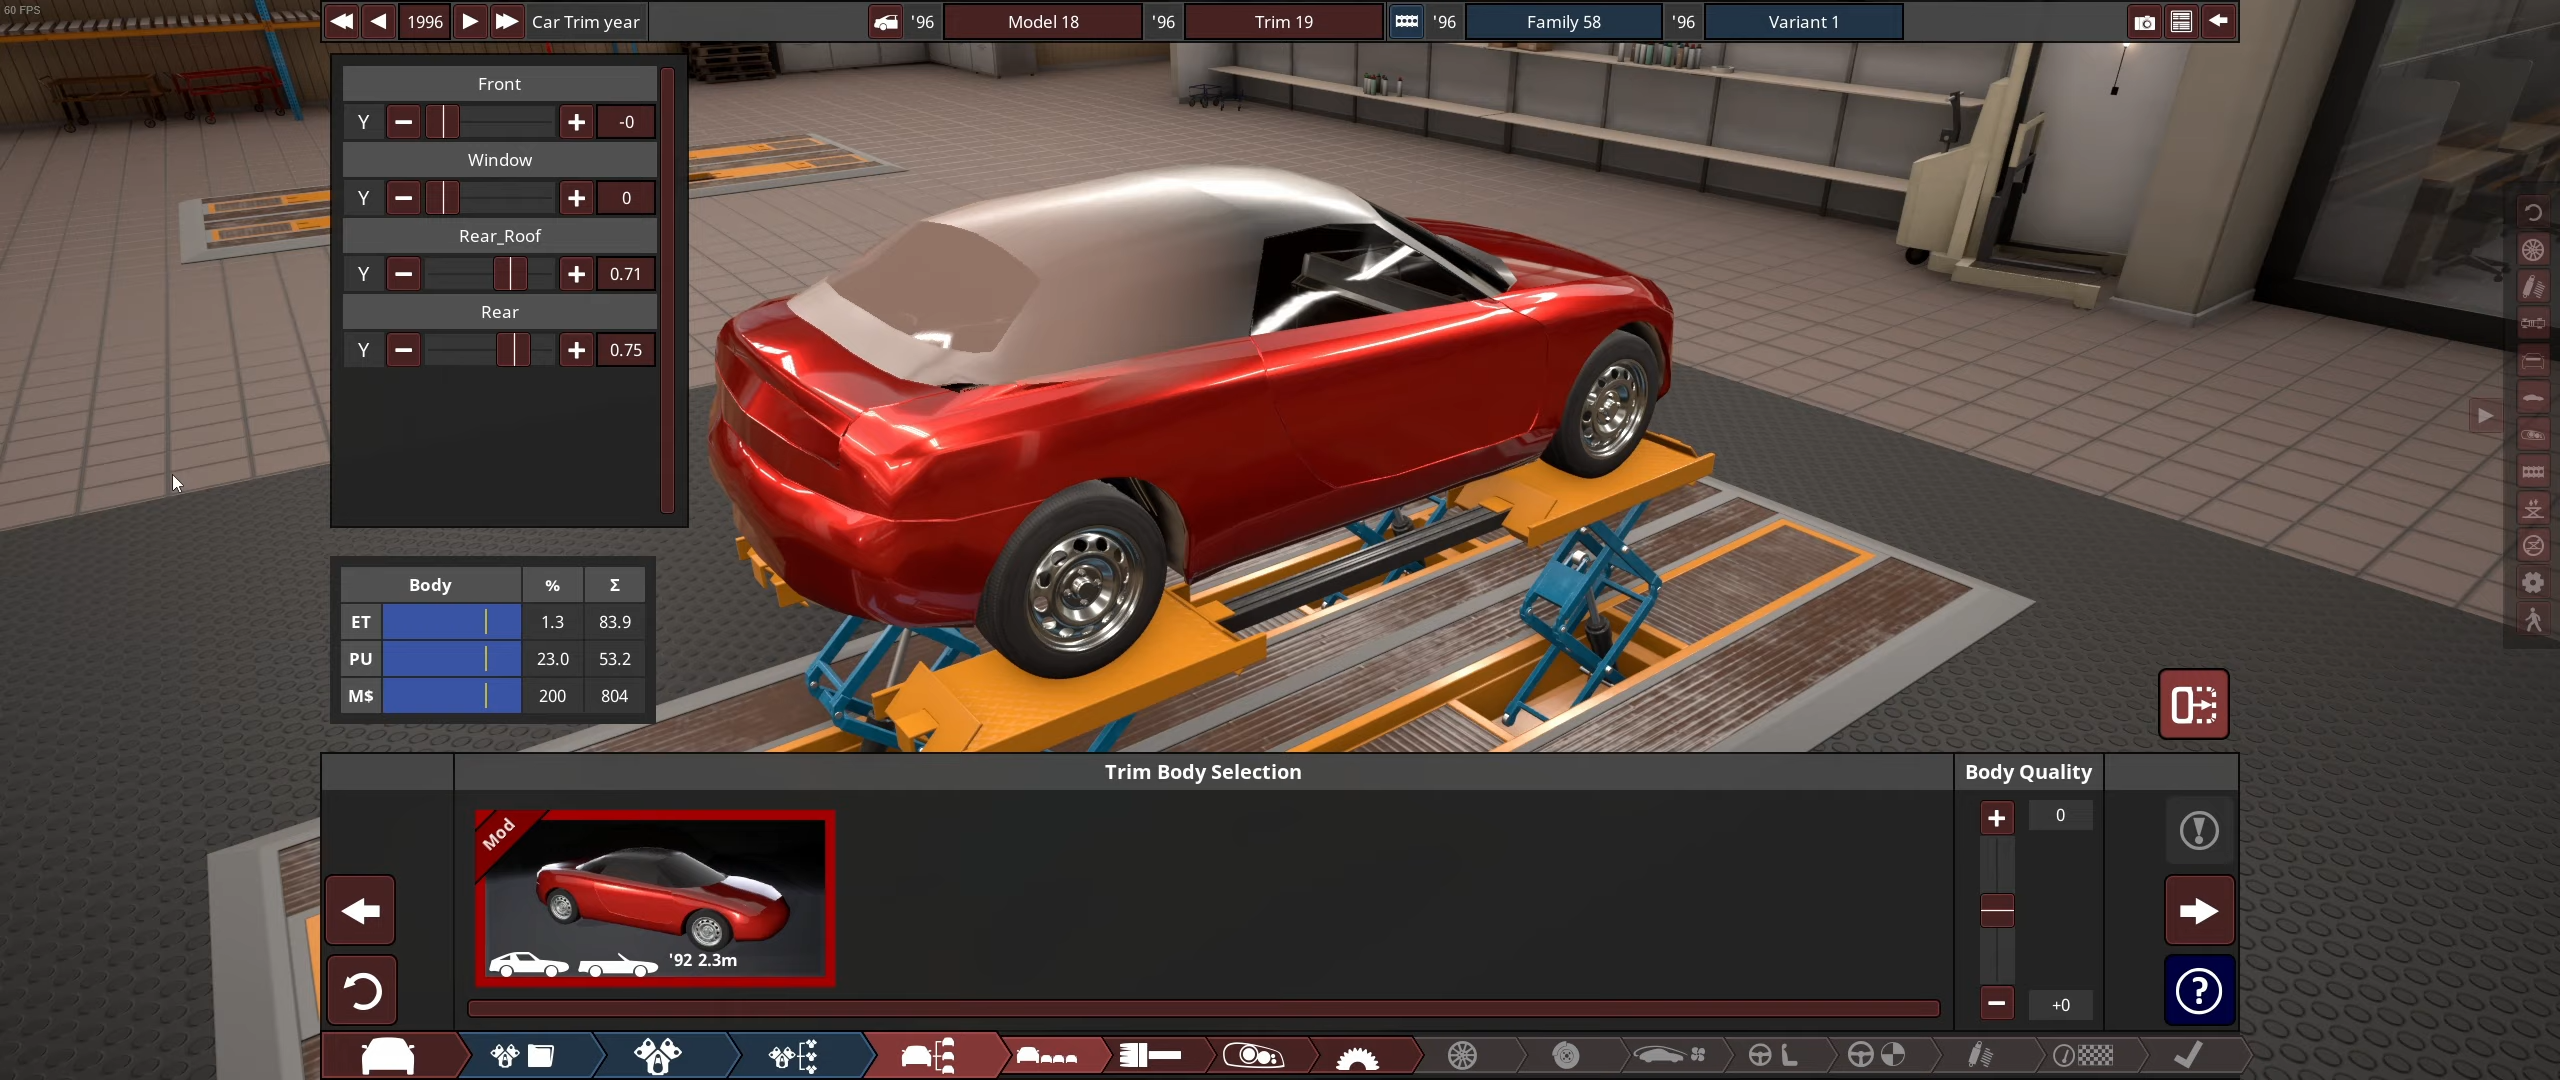 60 FPS
1996 Car Trim year '96 Model 18 '96 Trim 19 '96 Family 58 '96 Variant 1
Front
Y -0
Window
Y 0
Rear_Roof
Y 0.71
Rear
Y 0.75
Body % Σ
ET 1.3 83.9
PU 23.0 53.2
M$ 200 804
Trim Body Selection
Body Quality
Mod
'92 2.3m
0
+0